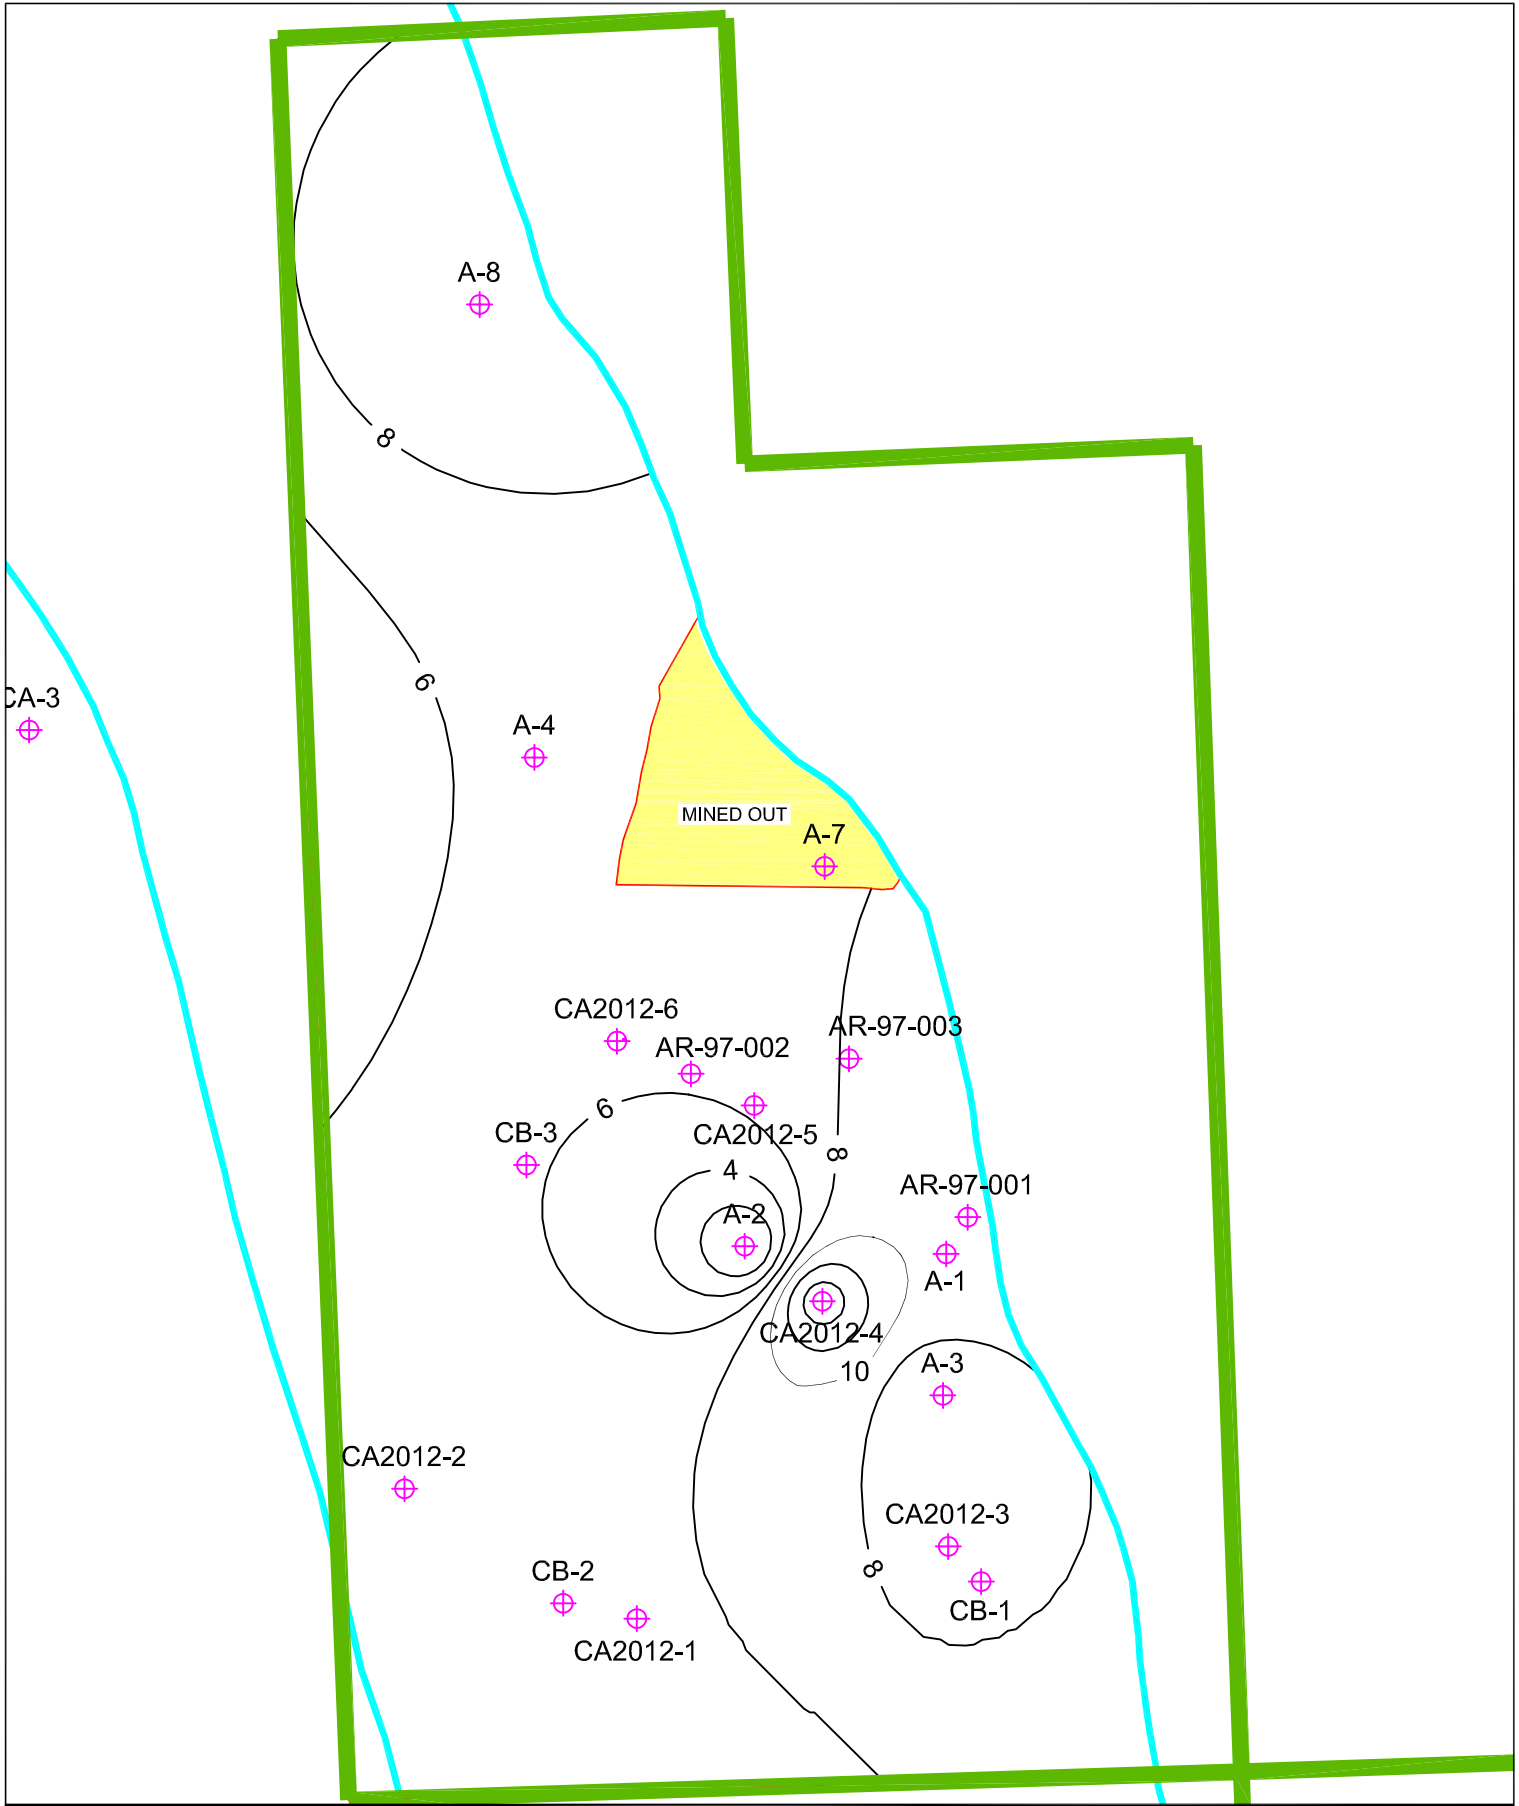 A-8
8
6
CA-3
A-4
MINED OUT
A-7
CA2012-6
AR-97-003
AR-97-002
6
CB-3
CA2012-5
8
4
AR-97-001
A-2
A-1
CA2012-4
A-3
10
CA2012-2
CA2012-3
8
CB-2
CB-1
CA2012-1